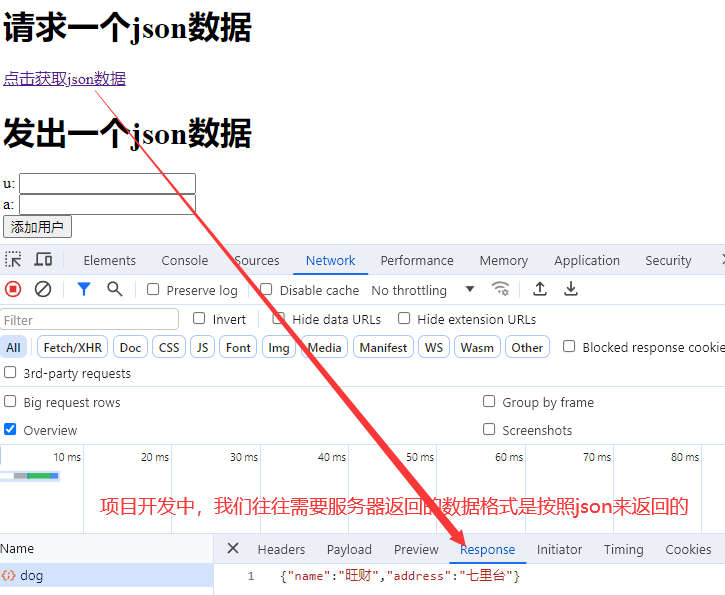 请求一个json数据
点击获取json数据
发出一个json数据
u:
a:
添加用户
Elements Console Sources Network Performance Memory Application Security
Preserve log Disable cache No throttling
Filter Invert Hide data URLs Hide extension URLs
All Fetch/XHR Doc CSS JS Font Img Media Manifest WS Wasm Other Blocked response cookie
3rd-party requests
Big request rows Group by frame
Overview Screenshots
10 ms 20 ms 30 ms 40 ms 50 ms 60 ms 70 ms 80 ms
项目开发中，我们往往需要服务器返回的数据格式是按照json来返回的
Name Headers Payload Preview Response Initiator Timing Cookies
dog 1 {"name":"旺财","address":"七里台"}